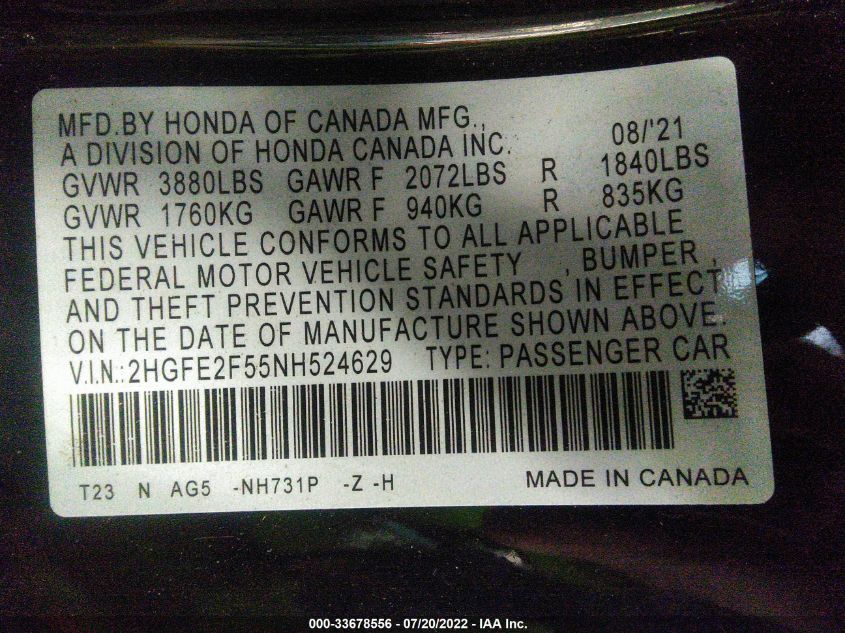 MFD.BY HONDA OF CANADA MFG.,
A DIVISION OF HONDA CANADA INC. 08/'21
GVWR 3880LBS GAWR F 2072LBS R 1840LBS
GVWR 1760KG GAWR F 940KG R 835KG
THIS VEHICLE CONFORMS TO ALL APPLICABLE
FEDERAL MOTOR VEHICLE SAFETY , BUMPER ,
AND THEFT PREVENTION STANDARDS IN EFFECT
ON THE DATE OF MANUFACTURE SHOWN ABOVE.
V.I.N.:2HGFE2F55NH524629 TYPE: PASSENGER CAR
T23 N AG5 -NH731P -Z -H MADE IN CANADA
000-33678556 - 07/20/2022 - IAA Inc.